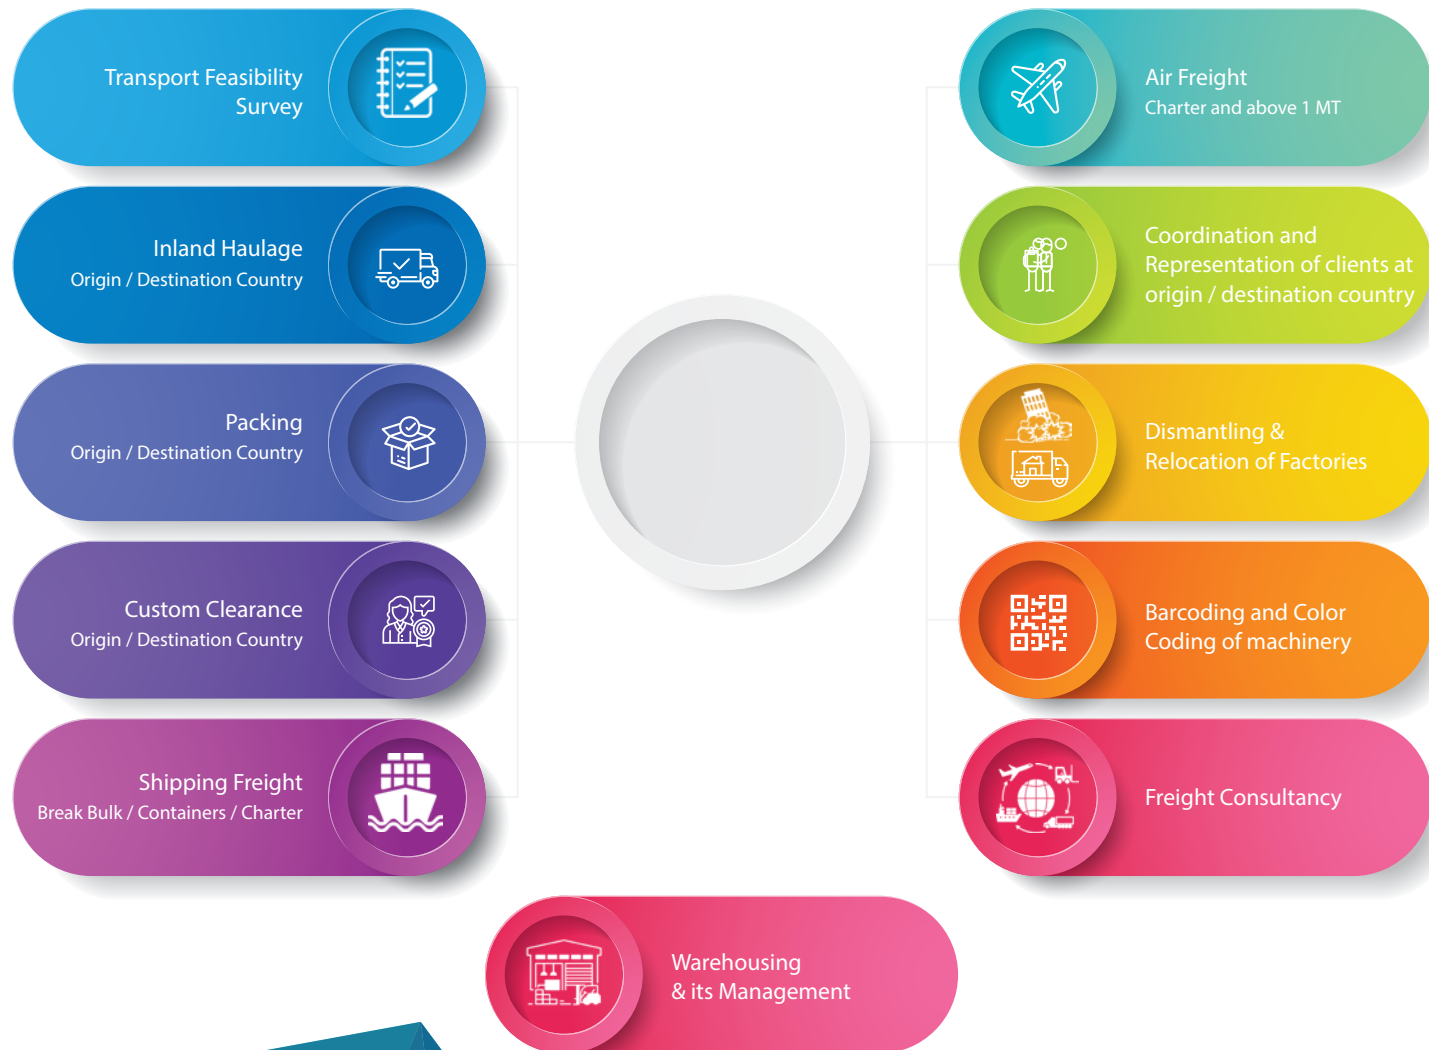 Transport Feasibility
Survey
Inland Haulage
Origin / Destination Country
Packing
Origin / Destination Country
Custom Clearance
Origin / Destination Country
Shipping Freight
Break Bulk / Containers / Charter
Air Freight
Charter and above 1 MT
Coordination and
Representation of clients at
origin / destination country
Dismantling &
Relocation of Factories
Barcoding and Color
Coding of machinery
Freight Consultancy
Warehousing
& its Management